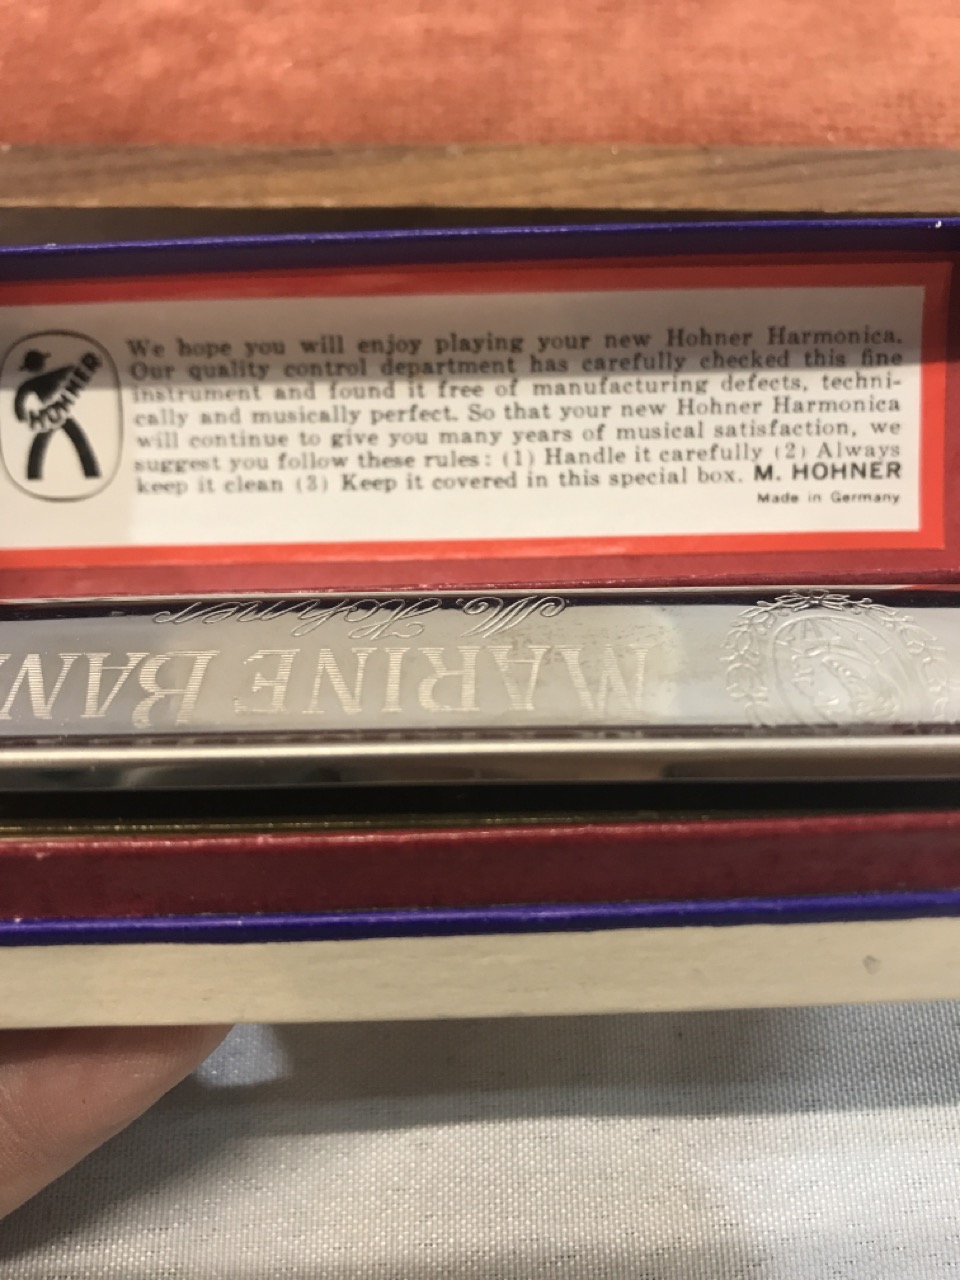 HOHNER
We hope you will enjoy playing your new Hohner Harmonica.
Our quality control department has carefully checked this fine
instrument and found it free of manufacturing defects, techni-
cally and musically perfect. So that your new Hohner Harmonica
will continue to give you many years of musical satisfaction, we
suggest you follow these rules: (1) Handle it carefully (2) Always
keep it clean (3) Keep it covered in this special box. M. HOHNER
Made in Germany
M. Hohner
MARINE BAN